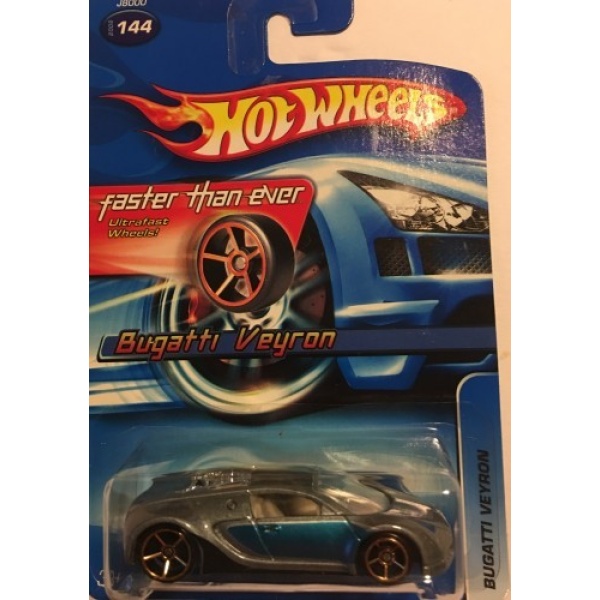 J8000
144
HOT WHEELS
faster than ever
Ultrafast
Wheels!
Bugatti Veyron
BUGATTI VEYRON